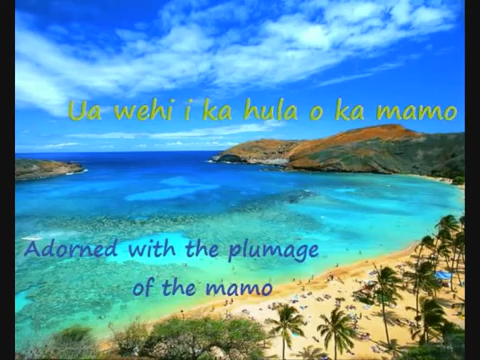 Ua wehi i ka hula o ka mamo
Adorned with the plumage
of the mamo